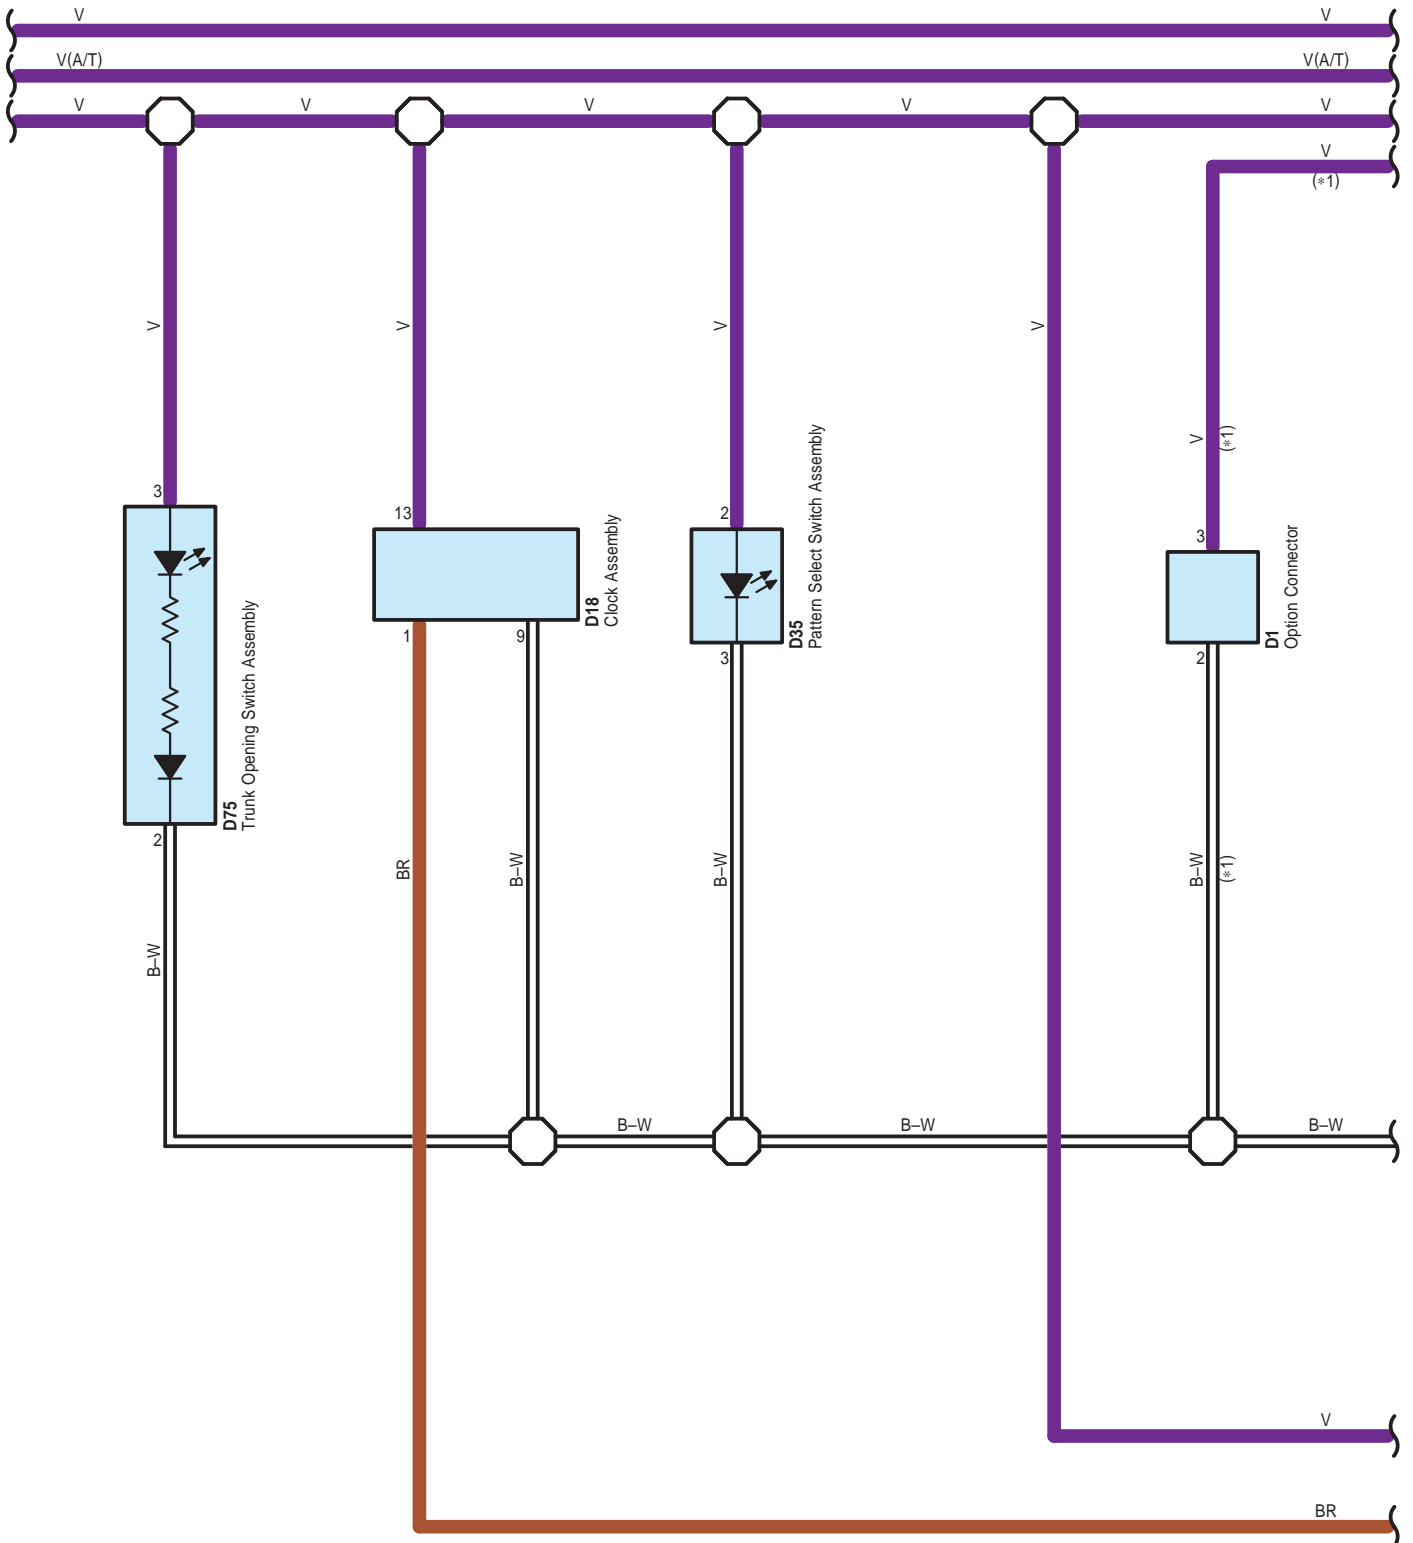 V
V
V(A/T)
V(A/T)
V
V
V
V
V
V
(*1)
V
V
V
V
V
(*1)
3
13
2
3
D75
Trunk Opening Switch Assembly
D18
Clock Assembly
D35
Pattern Select Switch Assembly
D1
Option Connector
1
9
3
2
2
B–W
BR
B–W
B–W
B–W
(*1)
B–W
B–W
B–W
V
BR